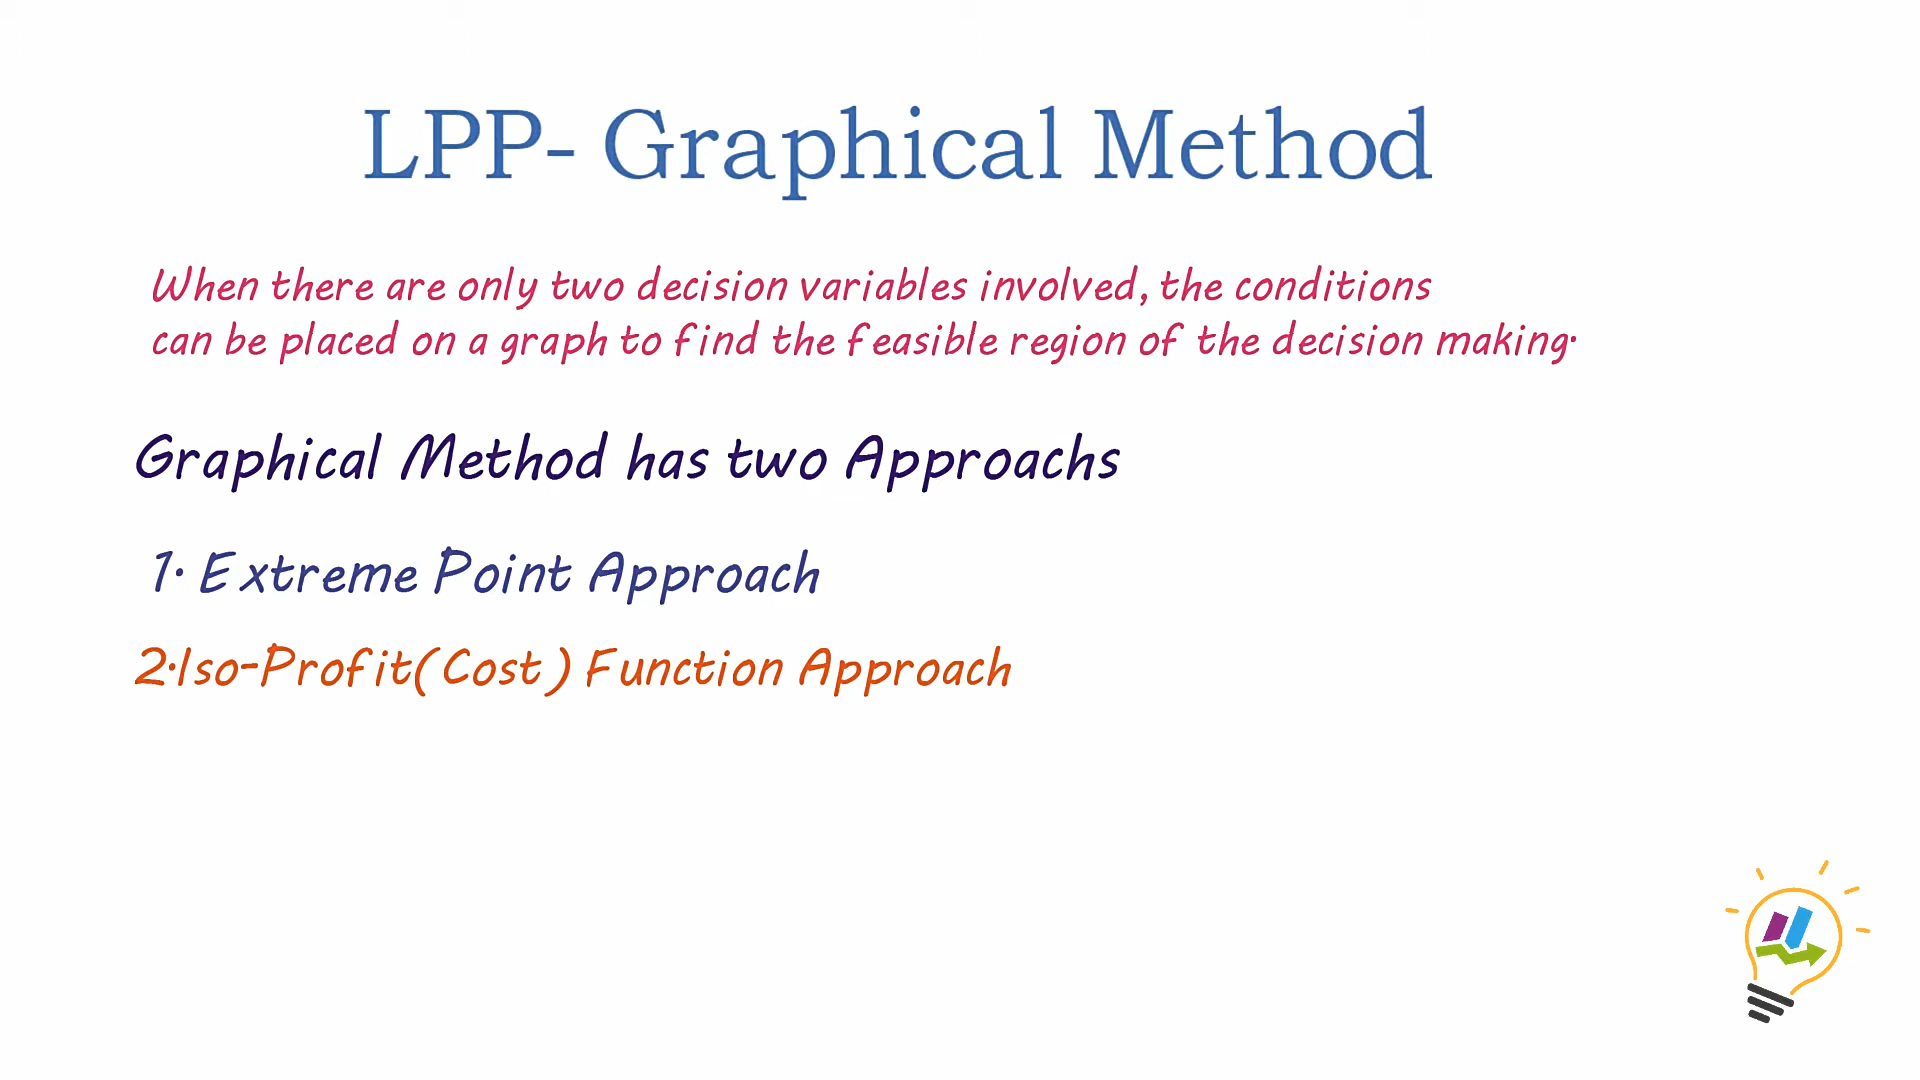 LPP- Graphical Method
When there are only two decision variables involved, the conditions
can be placed on a graph to find the feasible region of the decision making.
Graphical Method has two Approachs
1. Extreme Point Approach
2.Iso-Profit(Cost) Function Approach